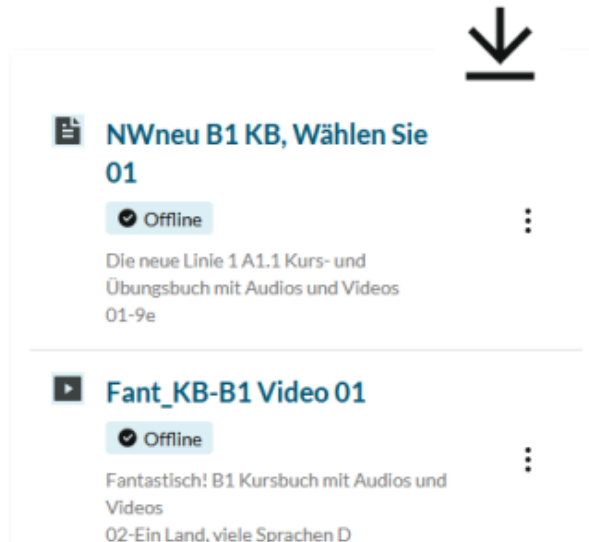 NWneu B1 KB, Wählen Sie
01
Offline
Die neue Linie 1 A1.1 Kurs- und
Übungsbuch mit Audios und Videos
01-9e
Fant_KB-B1 Video 01
Offline
Fantastisch! B1 Kursbuch mit Audios und
Videos
02-Ein Land, viele Sprachen D